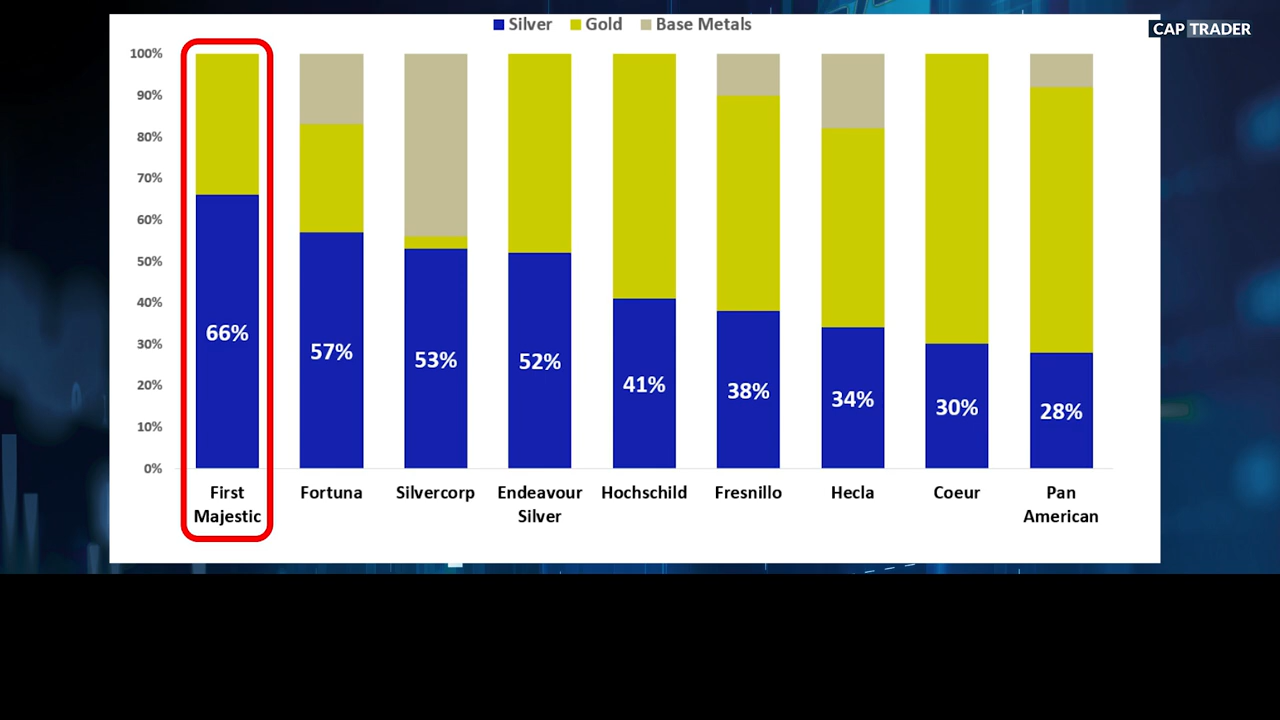 Silver Gold Base Metals
CAP TRADER
100%
90%
80%
70%
60%
50%
40%
30%
20%
10%
0%
66%
57%
53%
52%
41%
38%
34%
30%
28%
First Majestic
Fortuna
Silvercorp
Endeavour Silver
Hochschild
Fresnillo
Hecla
Coeur
Pan American